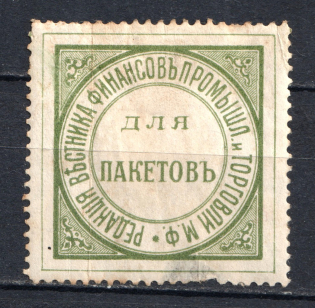 РЕДАКЦІЯ ВѢСТНИКА ФИНАНСОВЪ ПРОМЫШЛ. И ТОРГОВЛИ М.Ф.
ДЛЯ
ПАКЕТОВЪ